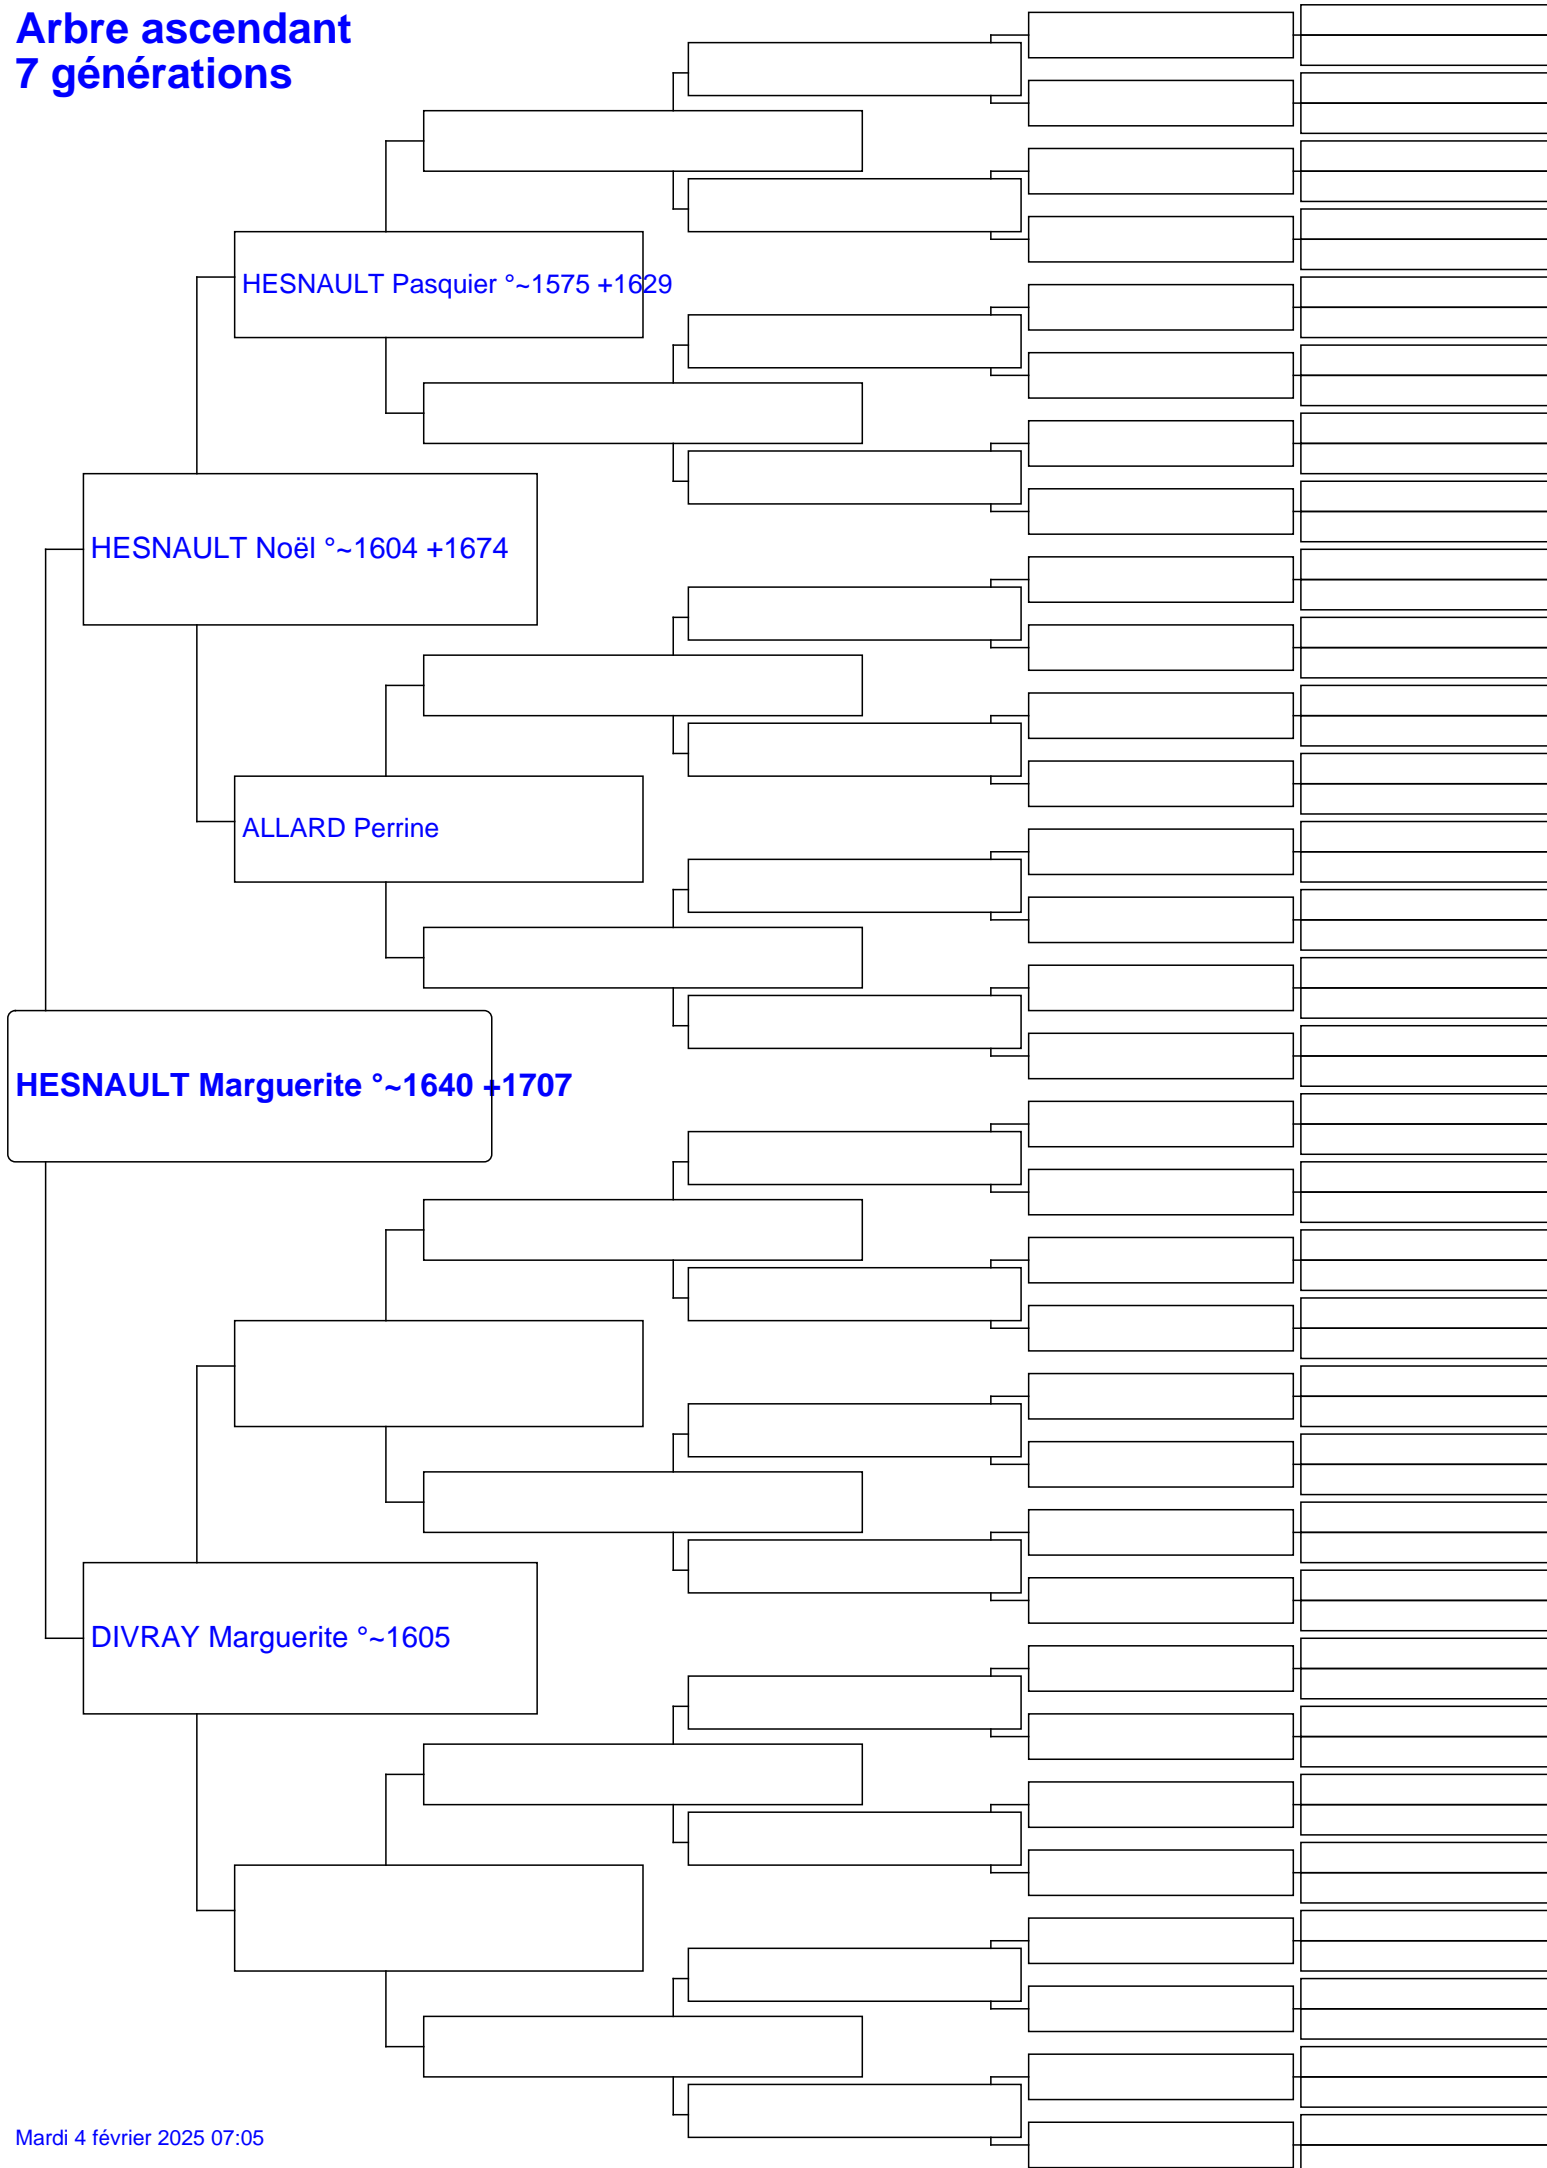 Arbre ascendant
7 générations
HESNAULT Pasquier °~1575 +1629
HESNAULT Noël °~1604 +1674
ALLARD Perrine
HESNAULT Marguerite °~1640 +1707
DIVRAY Marguerite °~1605
Mardi 4 février 2025 07:05